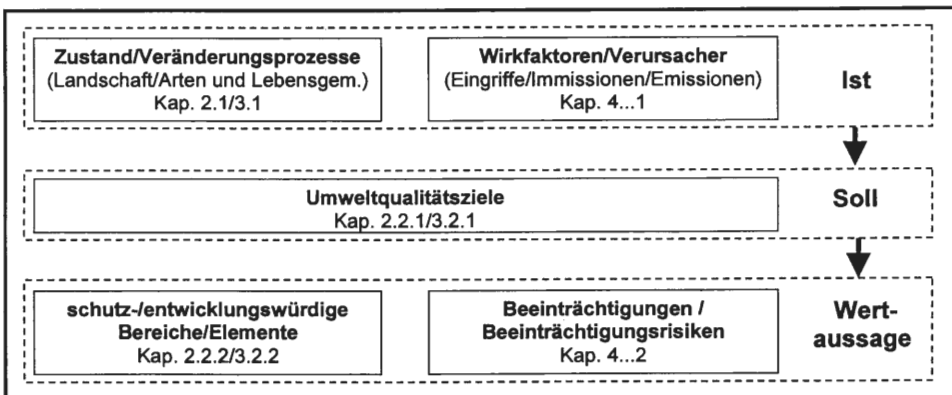 Zustand/Veränderungsprozesse
(Landschaft/Arten und Lebensgem.)
Kap. 2.1/3.1
Wirkfaktoren/Verursacher
(Eingriffe/Immissionen/Emissionen)
Kap. 4...1
Ist
Umweltqualitätsziele
Kap. 2.2.1/3.2.1
Soll
schutz-/entwicklungswürdige
Bereiche/Elemente
Kap. 2.2.2/3.2.2
Beeinträchtigungen /
Beeinträchtigungsrisiken
Kap. 4...2
Wert-
aussage